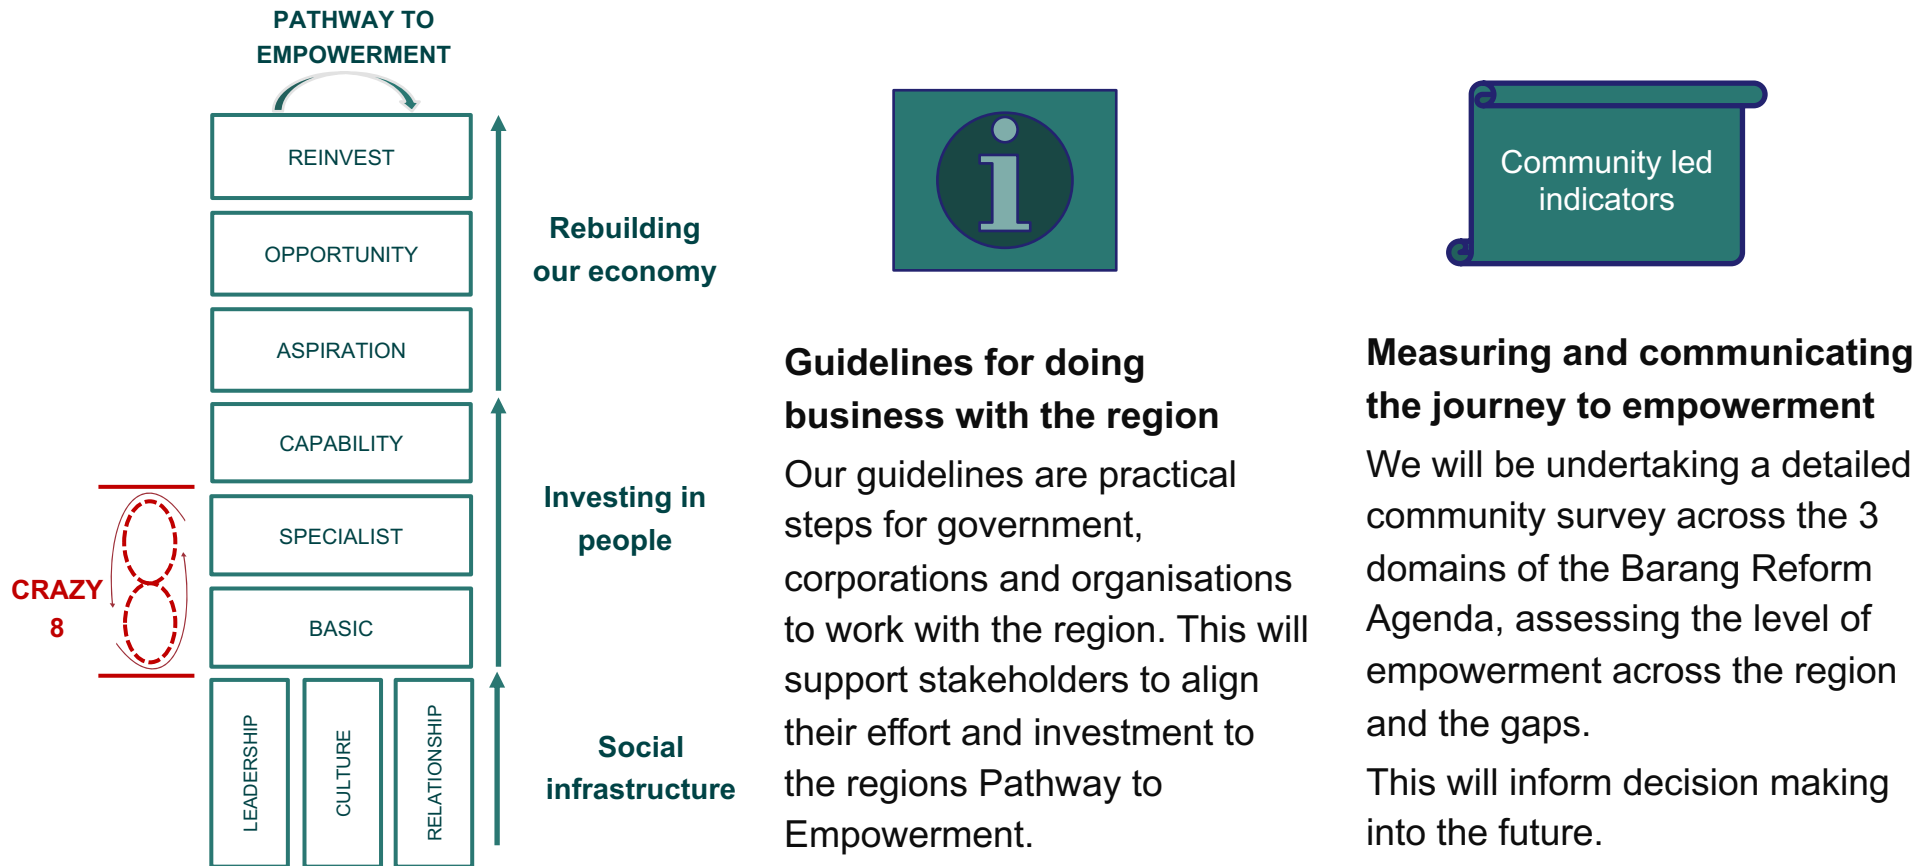 PATHWAY TO
EMPOWERMENT
REINVEST
OPPORTUNITY
ASPIRATION
CAPABILITY
SPECIALIST
BASIC
LEADERSHIP
CULTURE
RELATIONSHIP
CRAZY
8
Rebuilding
our economy
Investing in
people
Social
infrastructure
i
Guidelines for doing
business with the region
Our guidelines are practical
steps for government,
corporations and organisations
to work with the region. This will
support stakeholders to align
their effort and investment to
the regions Pathway to
Empowerment.
Community led
indicators
Measuring and communicating
the journey to empowerment
We will be undertaking a detailed
community survey across the 3
domains of the Barang Reform
Agenda, assessing the level of
empowerment across the region
and the gaps.
This will inform decision making
into the future.